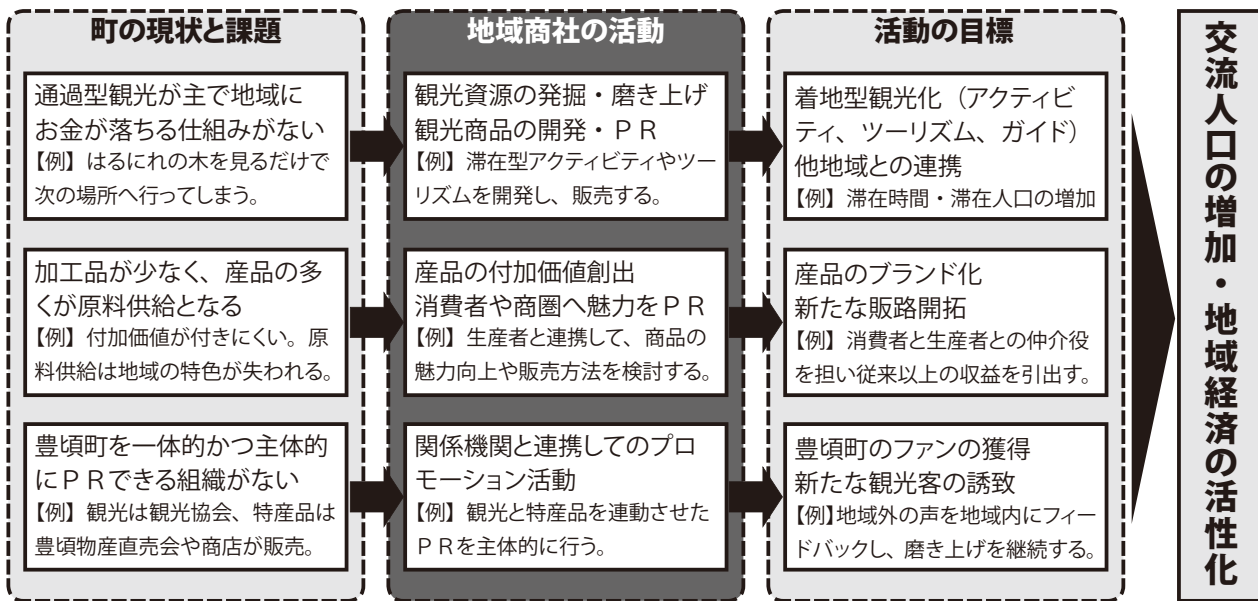 町の現状と課題
通過型観光が主で地域に
お金が落ちる仕組みがない
【例】はるにれの木を見るだけで
次の場所へ行ってしまう。
加工品が少なく、産品の多
くが原料供給となる
【例】付加価値が付きにくい。原
料供給は地域の特色が失われる。
豊頃町を一体的かつ主体的
にＰＲできる組織がない
【例】観光は観光協会、特産品は
豊頃物産直売会や商店が販売。
地域商社の活動
観光資源の発掘・磨き上げ
観光商品の開発・ＰＲ
【例】滞在型アクティビティやツー
リズムを開発し、販売する。
産品の付加価値創出
消費者や商圏へ魅力をＰＲ
【例】生産者と連携して、商品の
魅力向上や販売方法を検討する。
関係機関と連携してのプロ
モーション活動
【例】観光と特産品を連動させた
ＰＲを主体的に行う。
活動の目標
着地型観光化（アクティビ
ティ、ツーリズム、ガイド）
他地域との連携
【例】滞在時間・滞在人口の増加
産品のブランド化
新たな販路開拓
【例】消費者と生産者との仲介役
を担い従来以上の収益を引出す。
豊頃町のファンの獲得
新たな観光客の誘致
【例】地域外の声を地域内にフィー
ドバックし、磨き上げを継続する。
交流人口の増加・地域経済の活性化